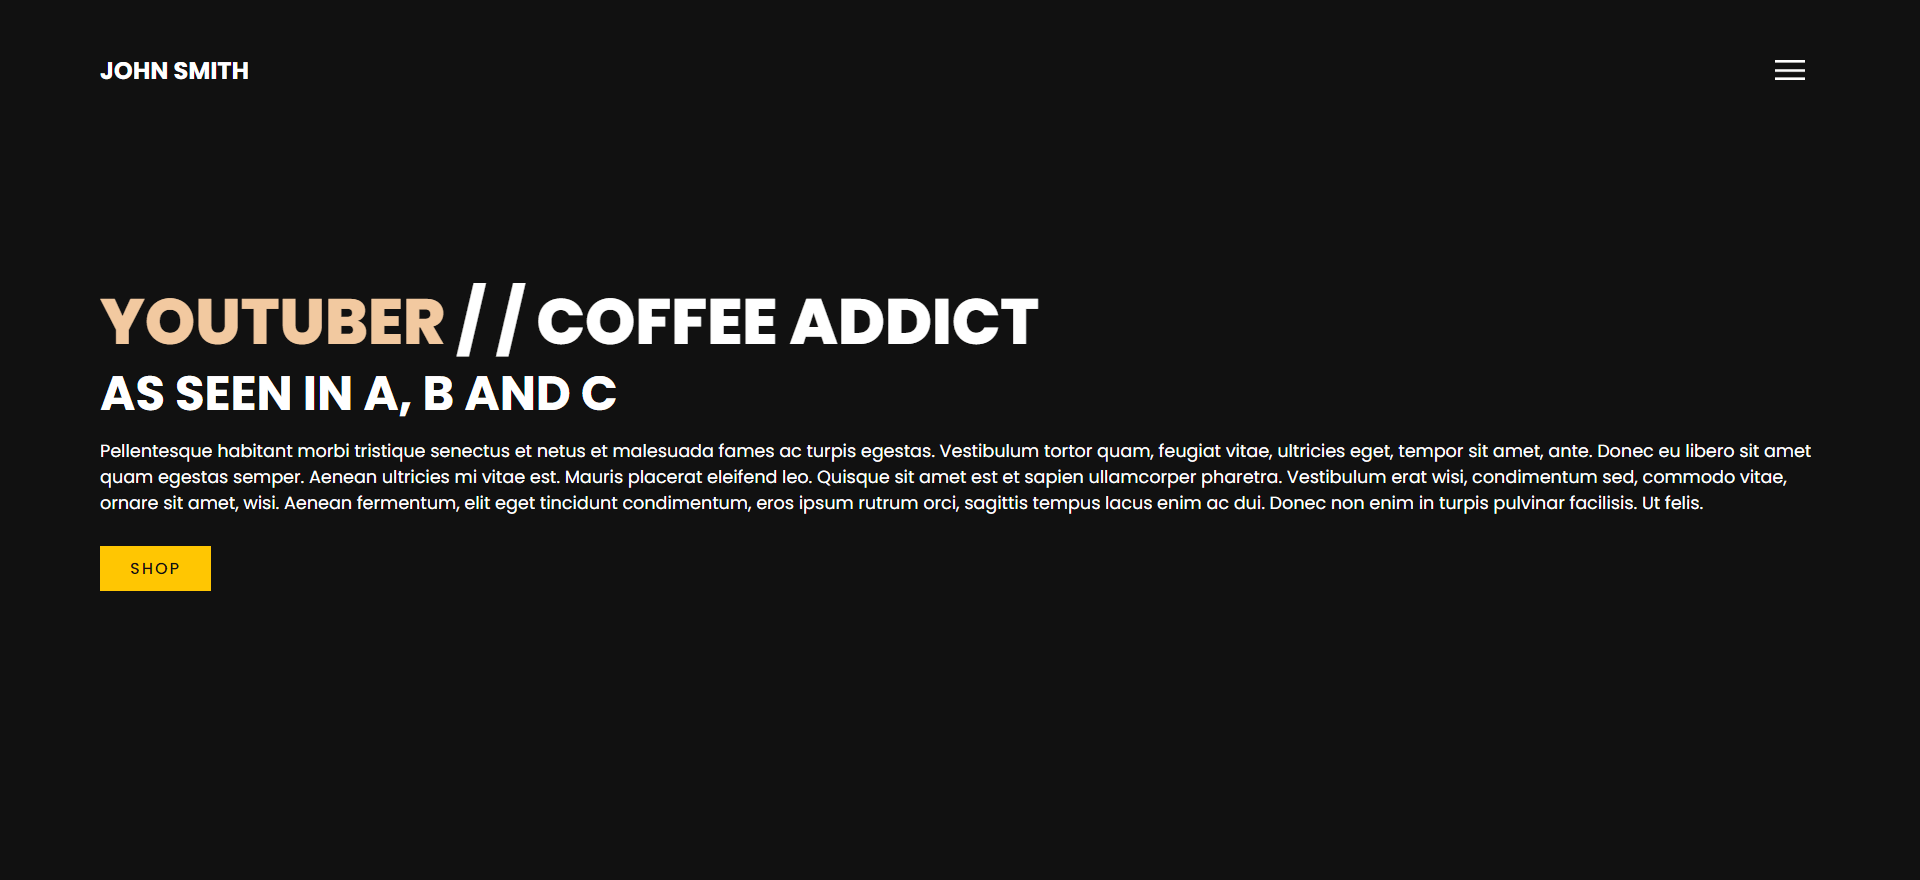 JOHN SMITH
YOUTUBER // COFFEE ADDICT
AS SEEN IN A, B AND C
Pellentesque habitant morbi tristique senectus et netus et malesuada fames ac turpis egestas. Vestibulum tortor quam, feugiat vitae, ultricies eget, tempor sit amet, ante. Donec eu libero sit amet
quam egestas semper. Aenean ultricies mi vitae est. Mauris placerat eleifend leo. Quisque sit amet est et sapien ullamcorper pharetra. Vestibulum erat wisi, condimentum sed, commodo vitae,
ornare sit amet, wisi. Aenean fermentum, elit eget tincidunt condimentum, eros ipsum rutrum orci, sagittis tempus lacus enim ac dui. Donec non enim in turpis pulvinar facilisis. Ut felis.
SHOP